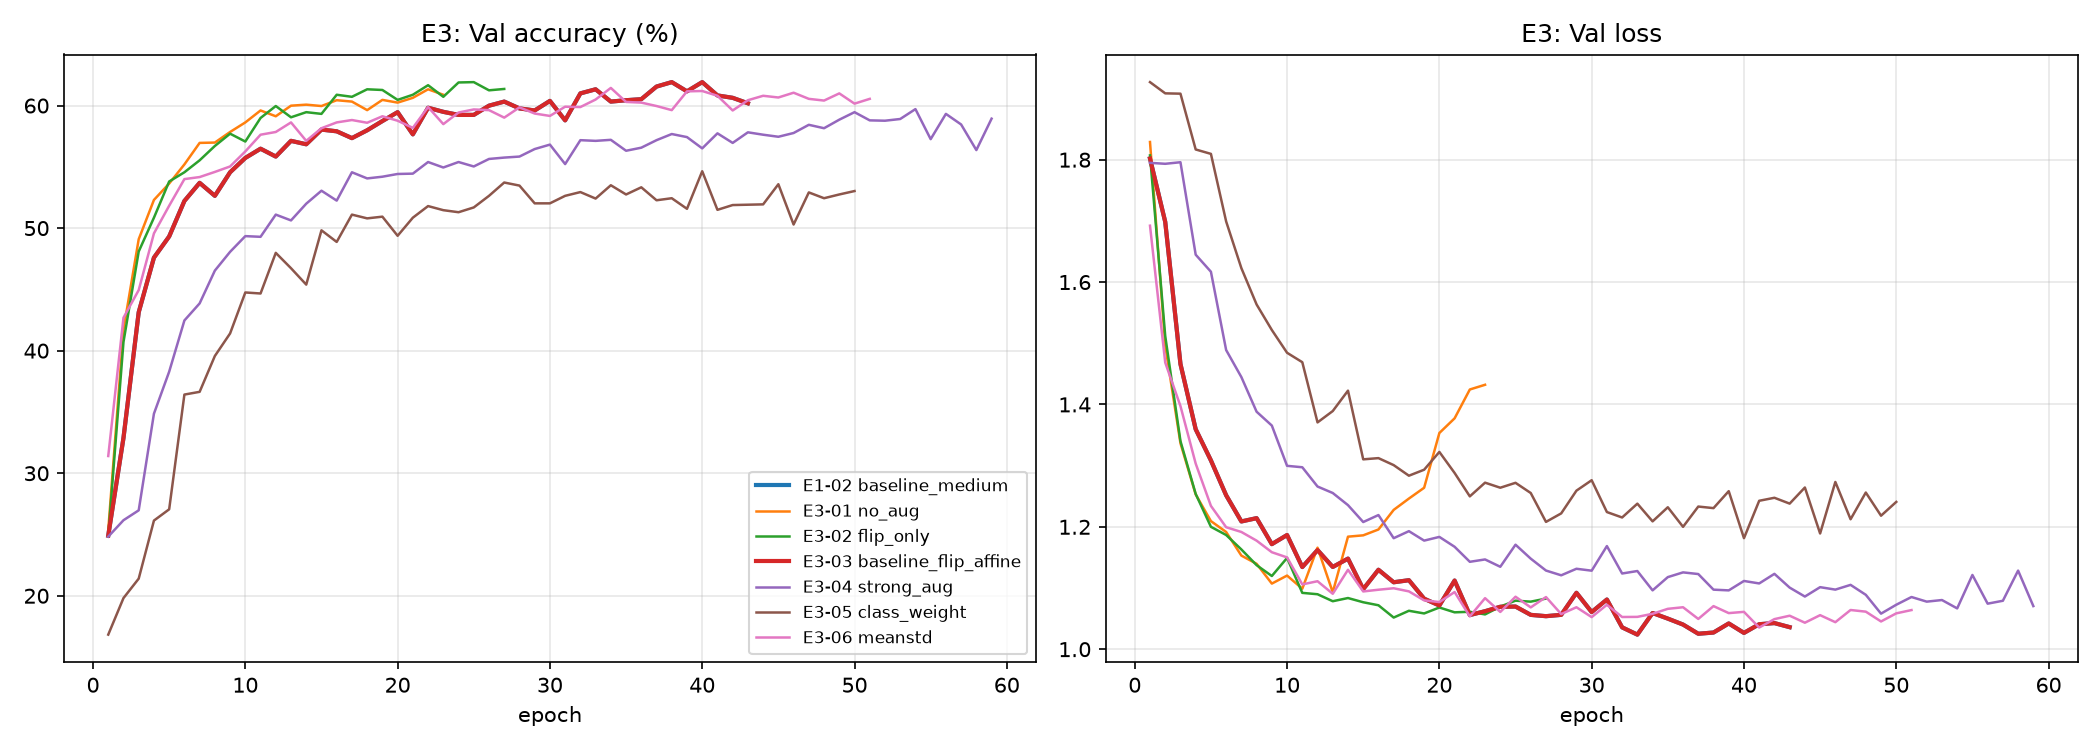 E3: Val accuracy (%)
60
50
40
30
20
0 10 20 30 40 50 60
epoch
E1-02 baseline_medium
E3-01 no_aug
E3-02 flip_only
E3-03 baseline_flip_affine
E3-04 strong_aug
E3-05 class_weight
E3-06 meanstd
E3: Val loss
1.8
1.6
1.4
1.2
1.0
0 10 20 30 40 50 60
epoch